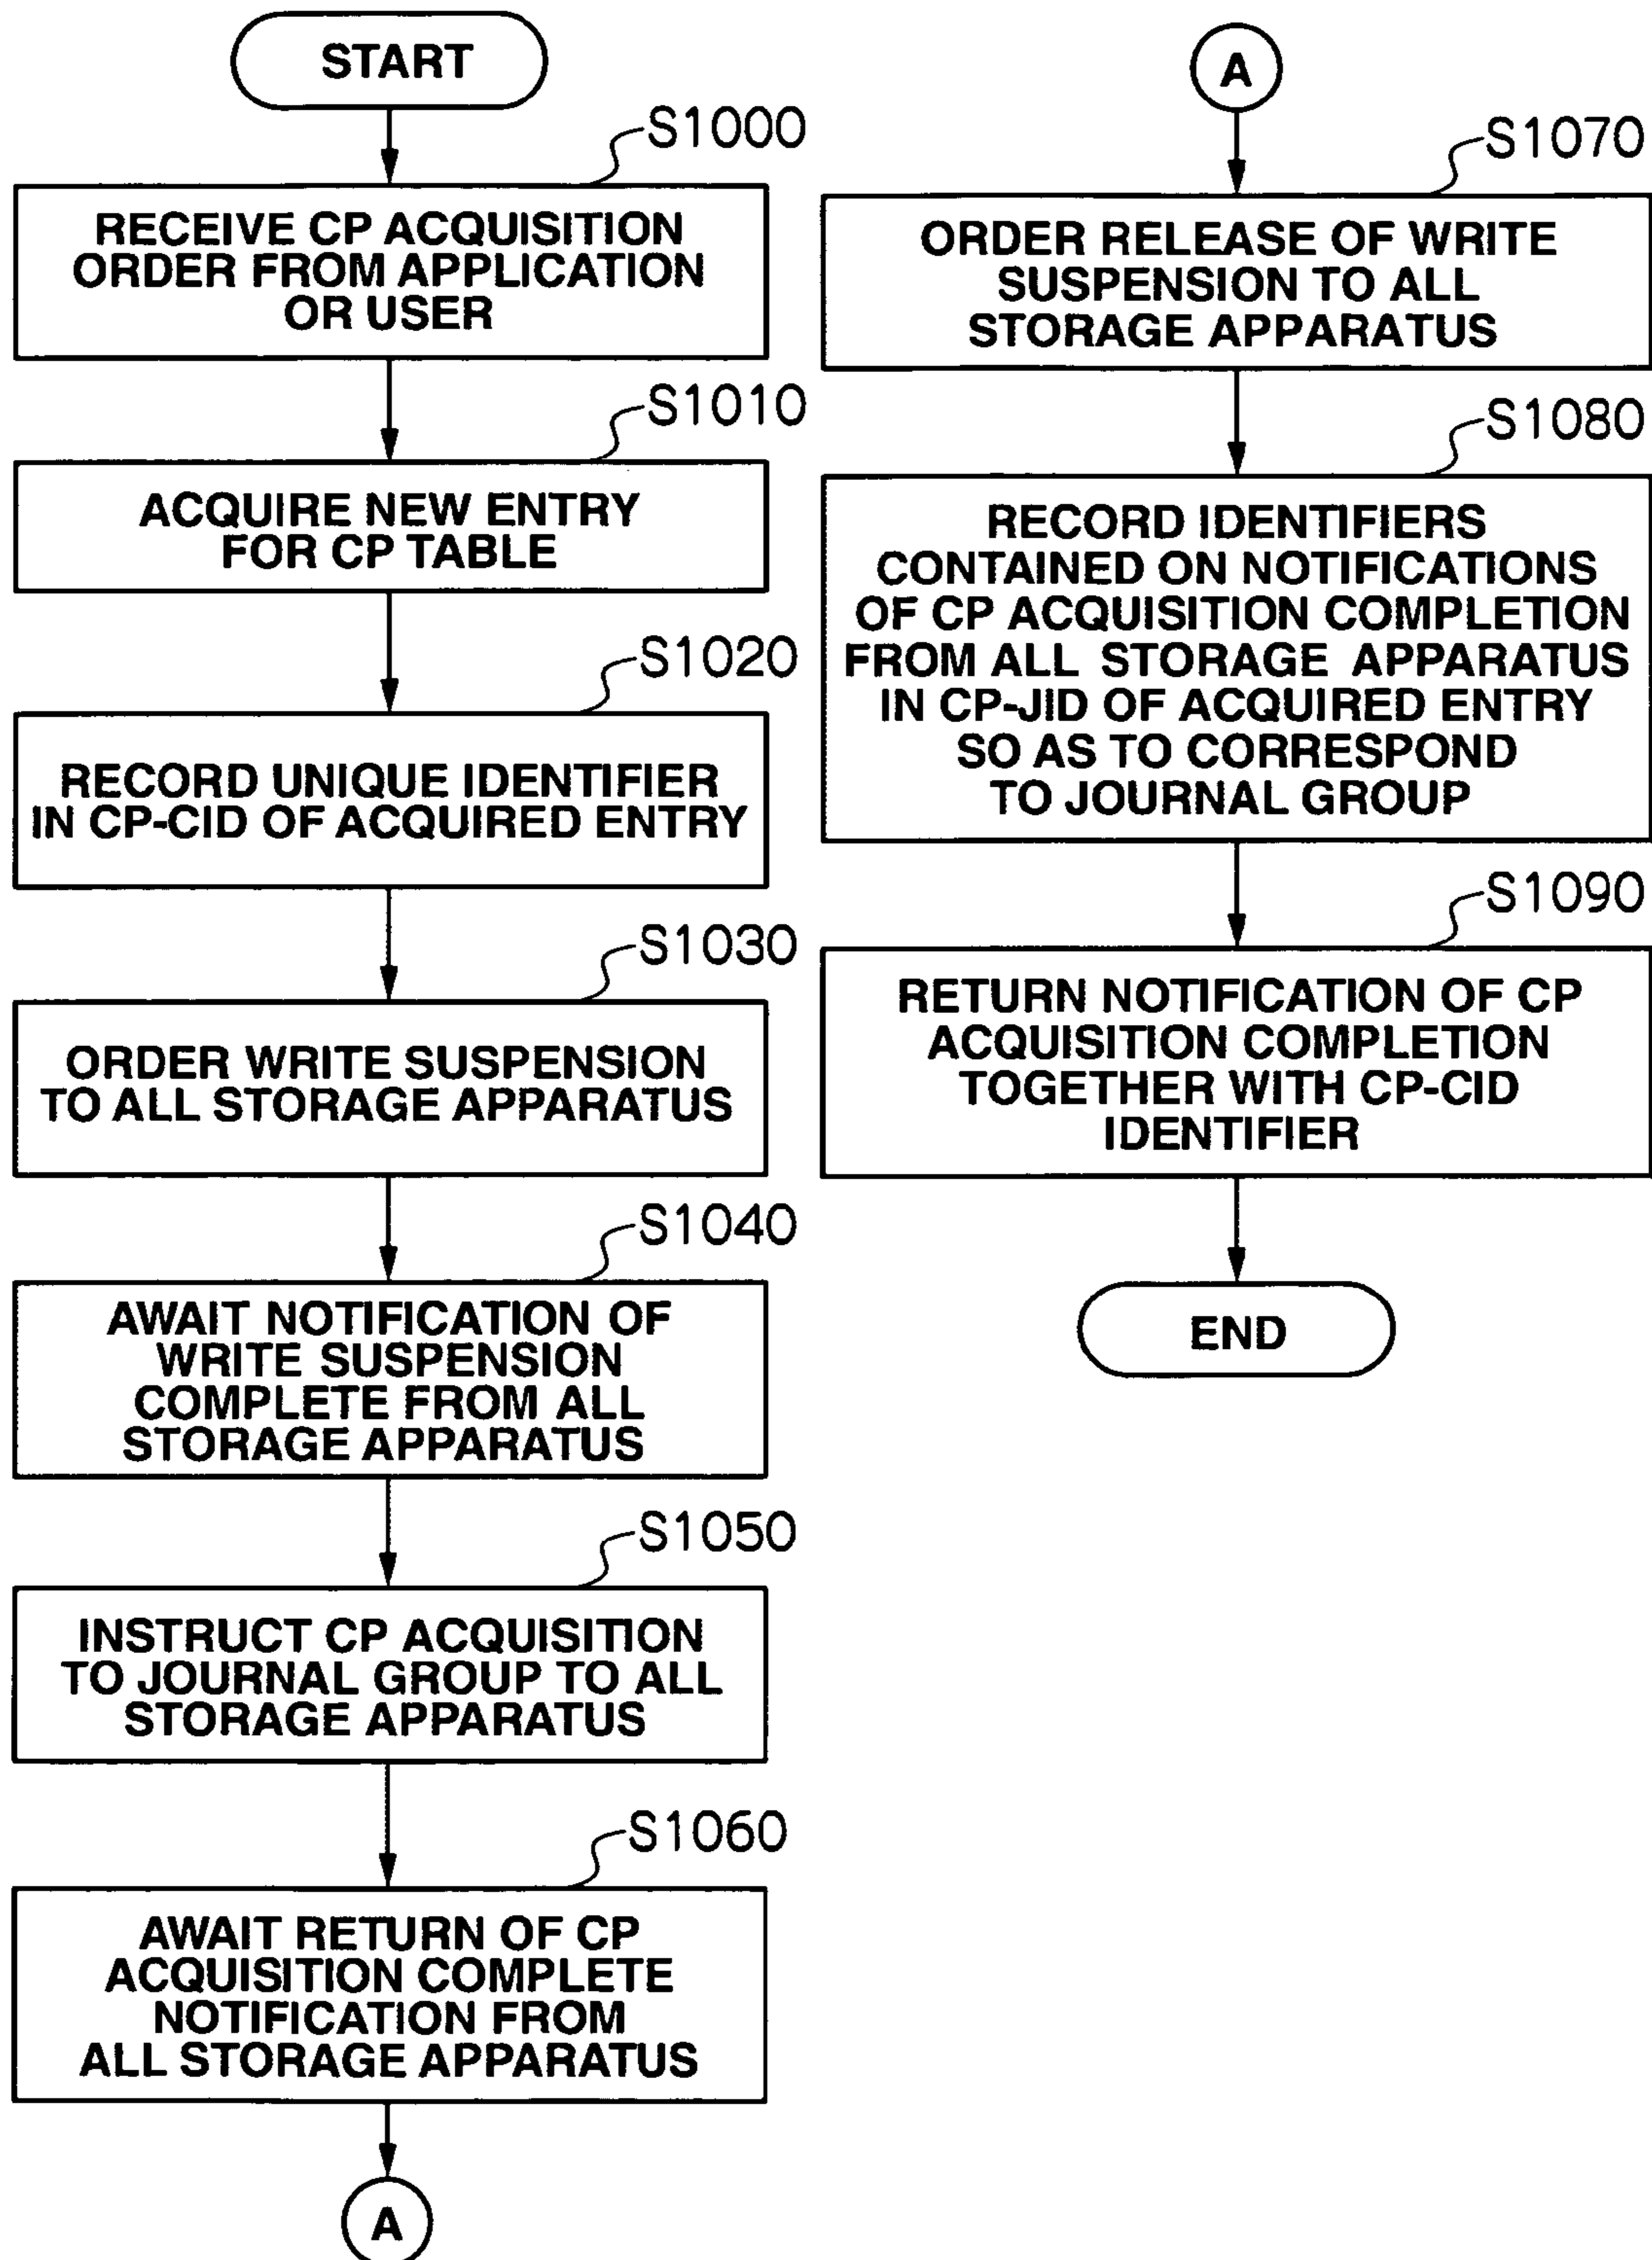 START
S1000
RECEIVE CP ACQUISITION
ORDER FROM APPLICATION
OR USER
S1010
ACQUIRE NEW ENTRY
FOR CP TABLE
S1020
RECORD UNIQUE IDENTIFIER
IN CP-CID OF ACQUIRED ENTRY
S1030
ORDER WRITE SUSPENSION
TO ALL STORAGE APPARATUS
S1040
AWAIT NOTIFICATION OF
WRITE SUSPENSION
COMPLETE FROM ALL
STORAGE APPARATUS
S1050
INSTRUCT CP ACQUISITION
TO JOURNAL GROUP TO ALL
STORAGE APPARATUS
S1060
AWAIT RETURN OF CP
ACQUISITION COMPLETE
NOTIFICATION FROM
ALL STORAGE APPARATUS
A
A
S1070
ORDER RELEASE OF WRITE
SUSPENSION TO ALL
STORAGE APPARATUS
S1080
RECORD IDENTIFIERS
CONTAINED ON NOTIFICATIONS
OF CP ACQUISITION COMPLETION
FROM ALL STORAGE APPARATUS
IN CP-JID OF ACQUIRED ENTRY
SO AS TO CORRESPOND
TO JOURNAL GROUP
S1090
RETURN NOTIFICATION OF CP
ACQUISITION COMPLETION
TOGETHER WITH CP-CID
IDENTIFIER
END